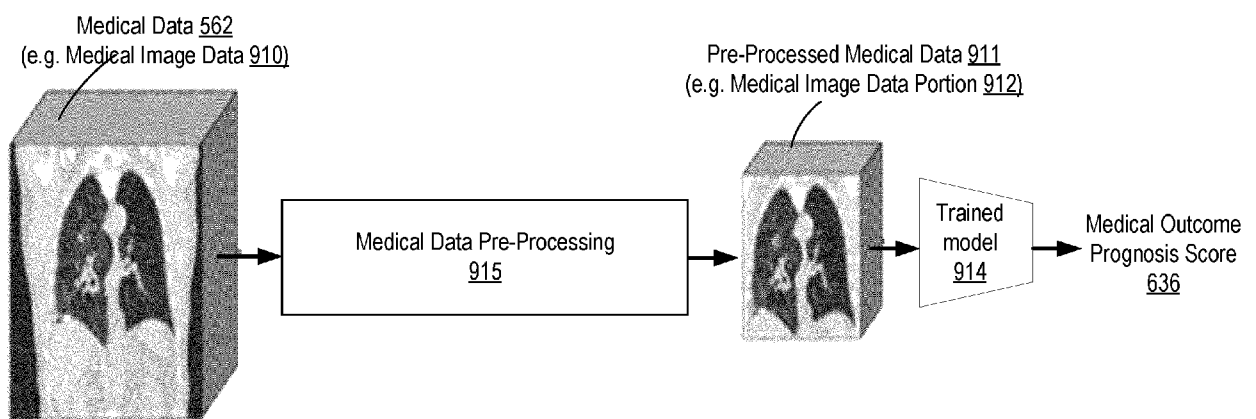 Medical Data 562
(e.g. Medical Image Data 910)
Pre-Processed Medical Data 911
(e.g. Medical Image Data Portion 912)
Medical Data Pre-Processing
915
Trained
model
914
Medical Outcome
Prognosis Score
636